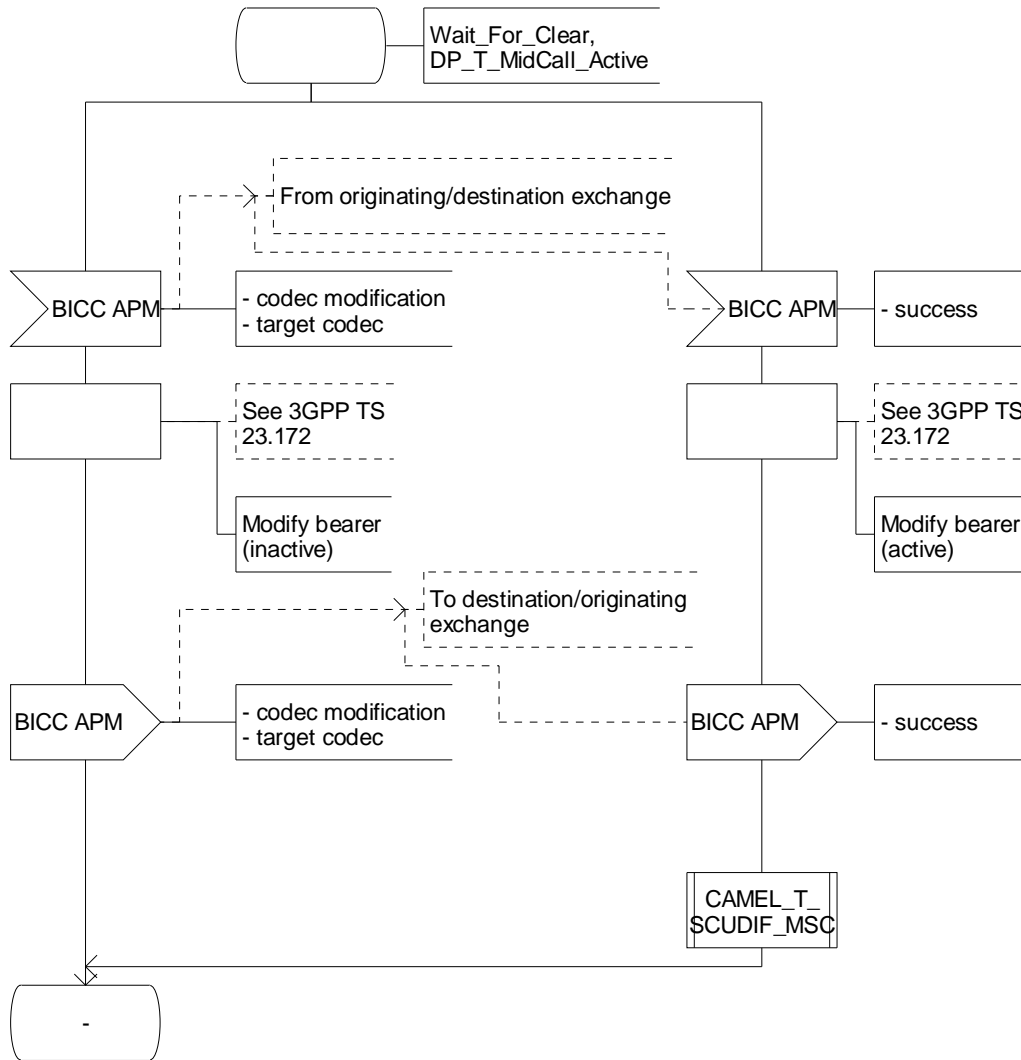 Wait_For_Clear,
DP_T_MidCall_Active
From originating/destination exchange
BICC APM
- codec modification
- target codec
BICC APM
- success
See 3GPP TS
23.172
See 3GPP TS
23.172
Modify bearer
(inactive)
Modify bearer
(active)
To destination/originating
exchange
BICC APM
- codec modification
- target codec
BICC APM
- success
CAMEL_T_
SCUDIF_MSC
-